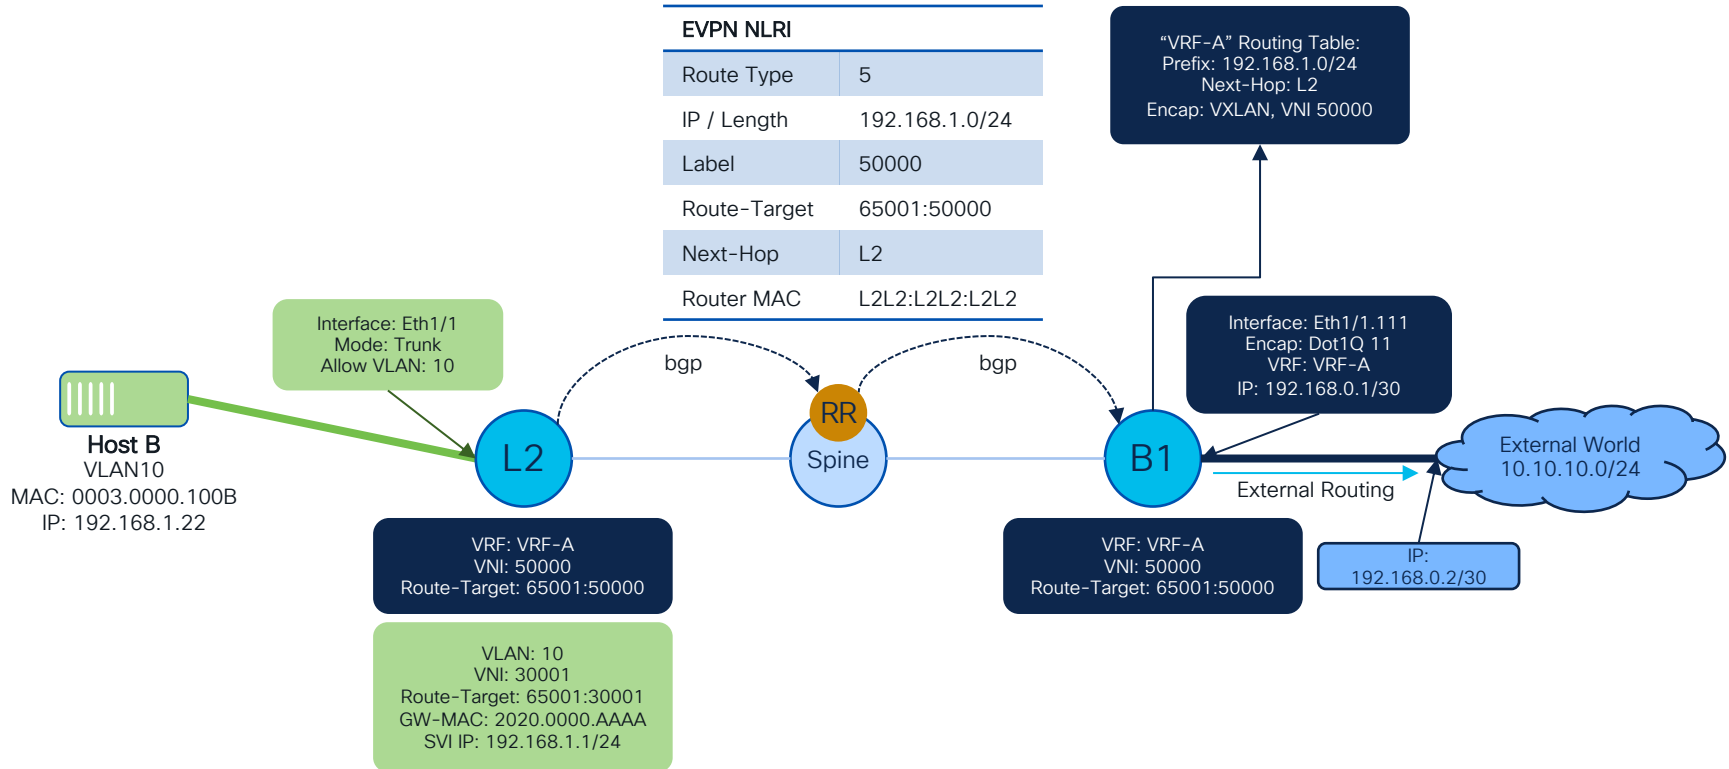 EVPN NLRI
Route Type 5
IP / Length 192.168.1.0/24
Label 50000
Route-Target 65001:50000
Next-Hop L2
Router MAC L2L2:L2L2:L2L2
“VRF-A” Routing Table:
Prefix: 192.168.1.0/24
Next-Hop: L2
Encap: VXLAN, VNI 50000
Interface: Eth1/1
Mode: Trunk
Allow VLAN: 10
bgp
bgp
Interface: Eth1/1.111
Encap: Dot1Q 11
VRF: VRF-A
IP: 192.168.0.1/30
Host B
VLAN10
MAC: 0003.0000.100B
IP: 192.168.1.22
L2
RR
Spine
B1
External Routing
External World
10.10.10.0/24
IP:
192.168.0.2/30
VRF: VRF-A
VNI: 50000
Route-Target: 65001:50000
VLAN: 10
VNI: 30001
Route-Target: 65001:30001
GW-MAC: 2020.0000.AAAA
SVI IP: 192.168.1.1/24
VRF: VRF-A
VNI: 50000
Route-Target: 65001:50000